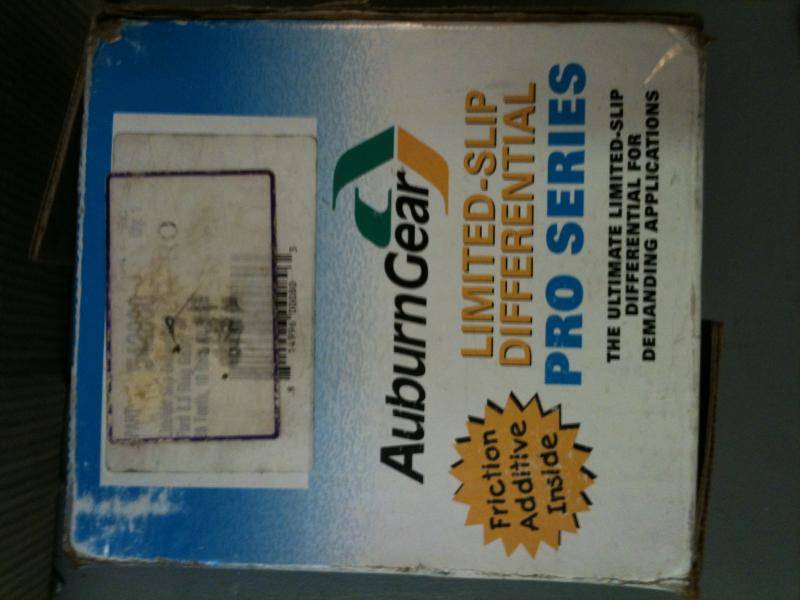 AuburnGear
LIMITED-SLIP
DIFFERENTIAL
PRO SERIES
THE ULTIMATE LIMITED-SLIP
DIFFERENTIAL FOR
DEMANDING APPLICATIONS
Friction
Additive
Inside